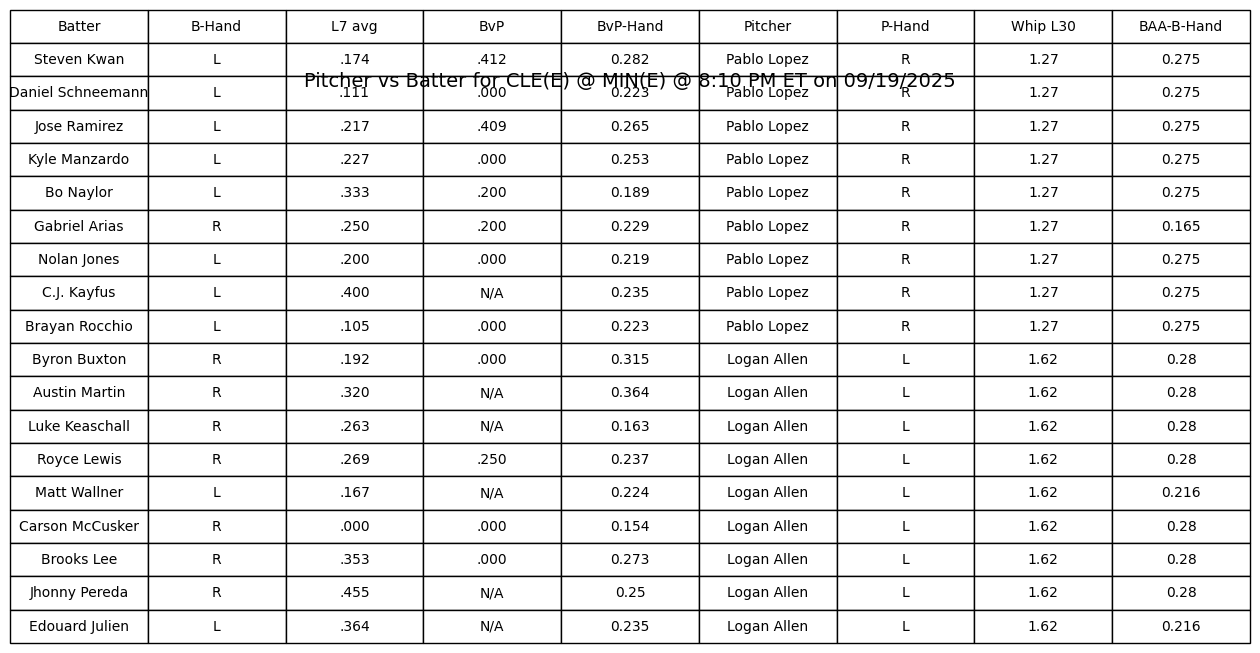 Batter B-Hand L7 avg BvP BvP-Hand Pitcher P-Hand Whip L30 BAA-B-Hand
Steven Kwan L .174 .412 0.282 Pablo Lopez R 1.27 0.275
Pitcher vs Batter for CLE(E) @ MIN(E) @ 8:10 PM ET on 09/19/2025
Daniel Schneemann L .111 .000 0.223 Pablo Lopez R 1.27 0.275
Jose Ramirez L .217 .409 0.265 Pablo Lopez R 1.27 0.275
Kyle Manzardo L .227 .000 0.253 Pablo Lopez R 1.27 0.275
Bo Naylor L .333 .200 0.189 Pablo Lopez R 1.27 0.275
Gabriel Arias R .250 .200 0.229 Pablo Lopez R 1.27 0.165
Nolan Jones L .200 .000 0.219 Pablo Lopez R 1.27 0.275
C.J. Kayfus L .400 N/A 0.235 Pablo Lopez R 1.27 0.275
Brayan Rocchio L .105 .000 0.223 Pablo Lopez R 1.27 0.275
Byron Buxton R .192 .000 0.315 Logan Allen L 1.62 0.28
Austin Martin R .320 N/A 0.364 Logan Allen L 1.62 0.28
Luke Keaschall R .263 N/A 0.163 Logan Allen L 1.62 0.28
Royce Lewis R .269 .250 0.237 Logan Allen L 1.62 0.28
Matt Wallner L .167 N/A 0.224 Logan Allen L 1.62 0.216
Carson McCusker R .000 .000 0.154 Logan Allen L 1.62 0.28
Brooks Lee R .353 .000 0.273 Logan Allen L 1.62 0.28
Jhonny Pereda R .455 N/A 0.25 Logan Allen L 1.62 0.28
Edouard Julien L .364 N/A 0.235 Logan Allen L 1.62 0.216